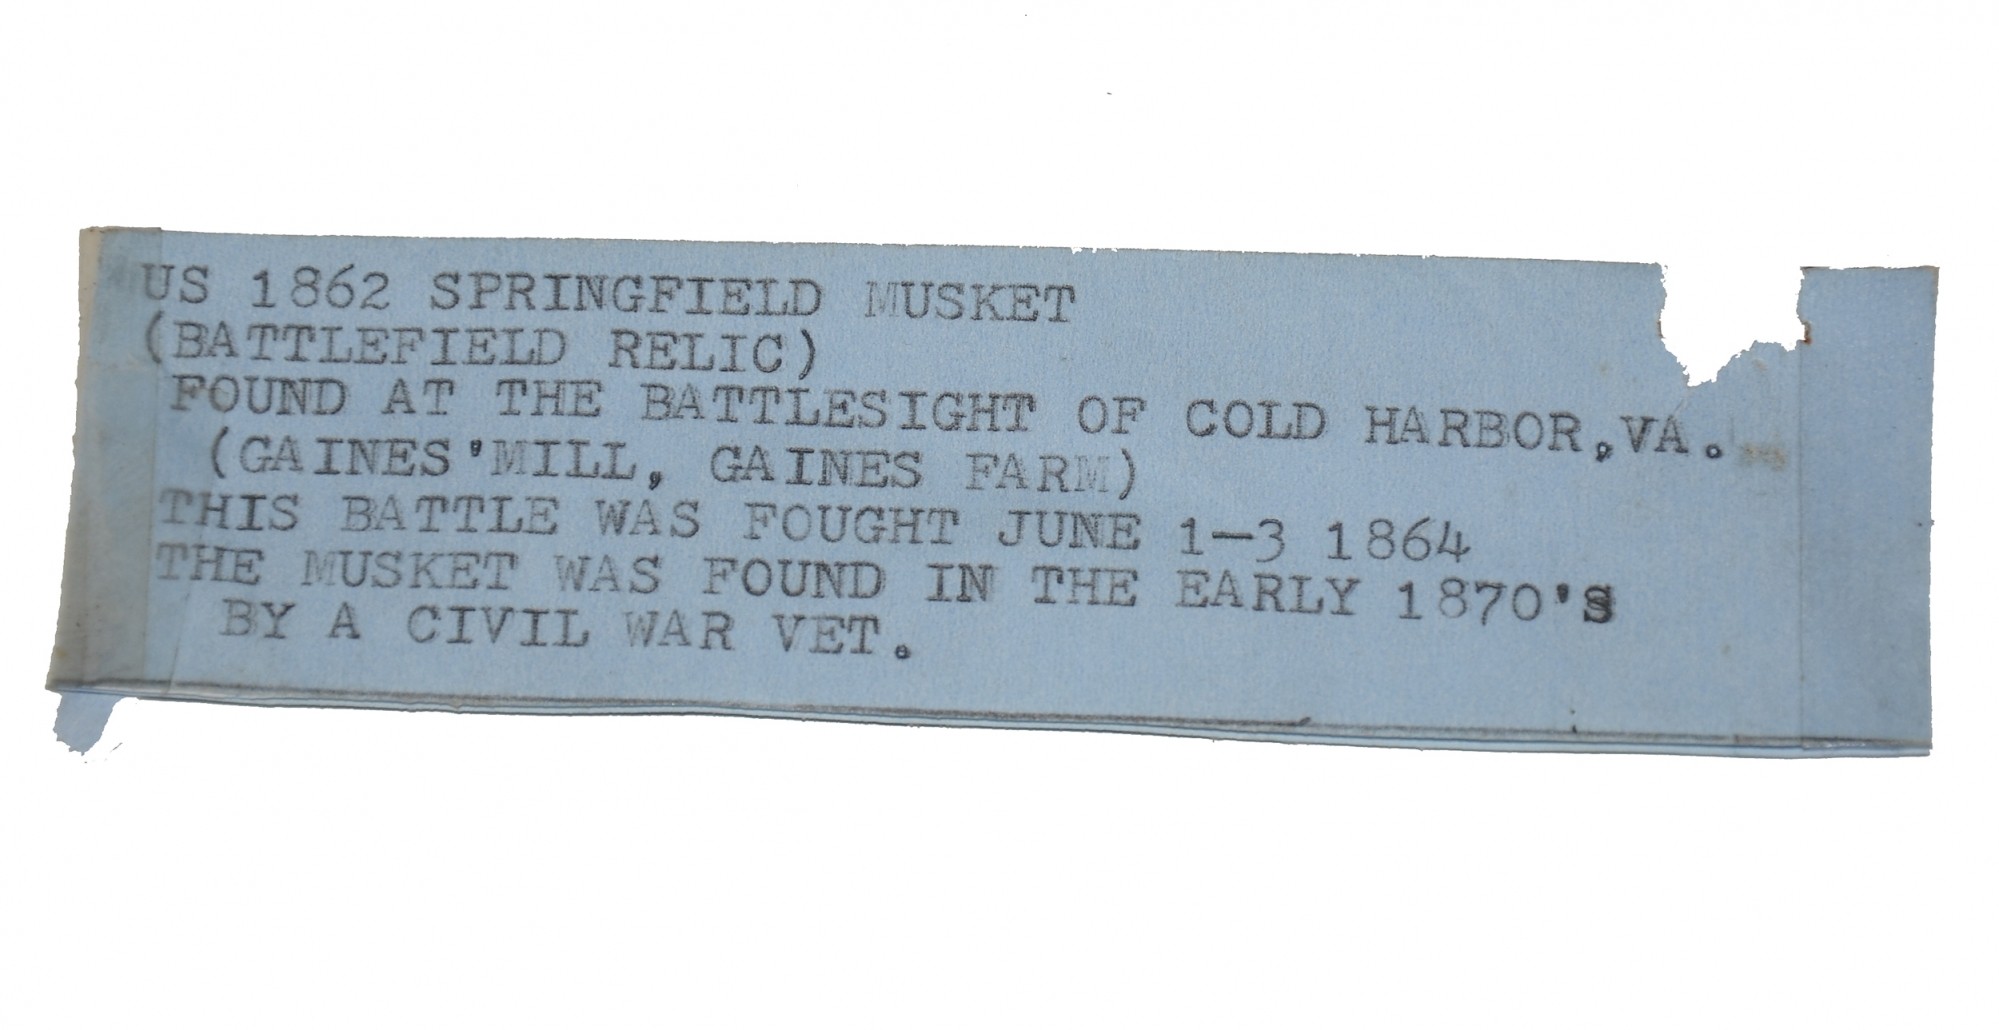 US 1862 SPRINGFIELD MUSKET
(BATTLEFIELD RELIC)
FOUND AT THE BATTLESIGHT OF COLD HARBOR,VA.
(GAINES'MILL, GAINES FARM)
THIS BATTLE WAS FOUGHT JUNE 1-3 1864
THE MUSKET WAS FOUND IN THE EARLY 1870'S
BY A CIVIL WAR VET.